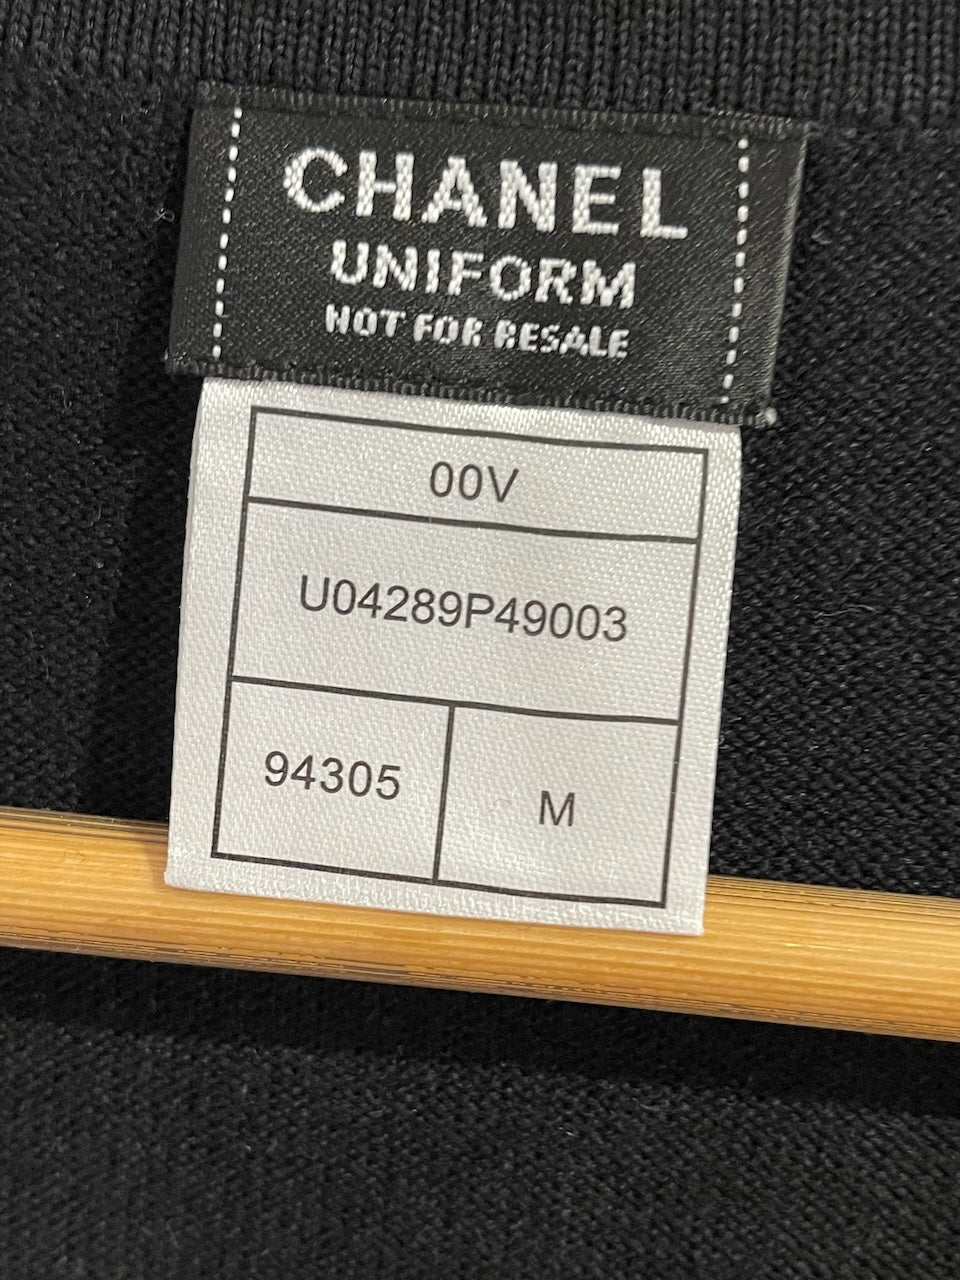 CHANEL
UNIFORM
NOT FOR RESALE
00V
U04289P49003
94305
M